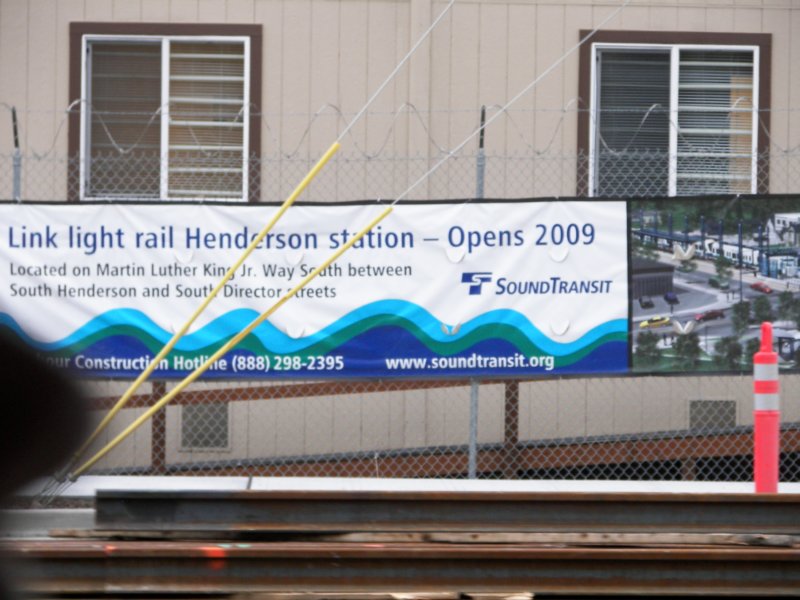 Link light rail Henderson station – Opens 2009
Located on Martin Luther King Jr. Way South between
South Henderson and South Director streets
SOUNDTRANSIT
Construction Hotline (888) 298-2395
www.soundtransit.org